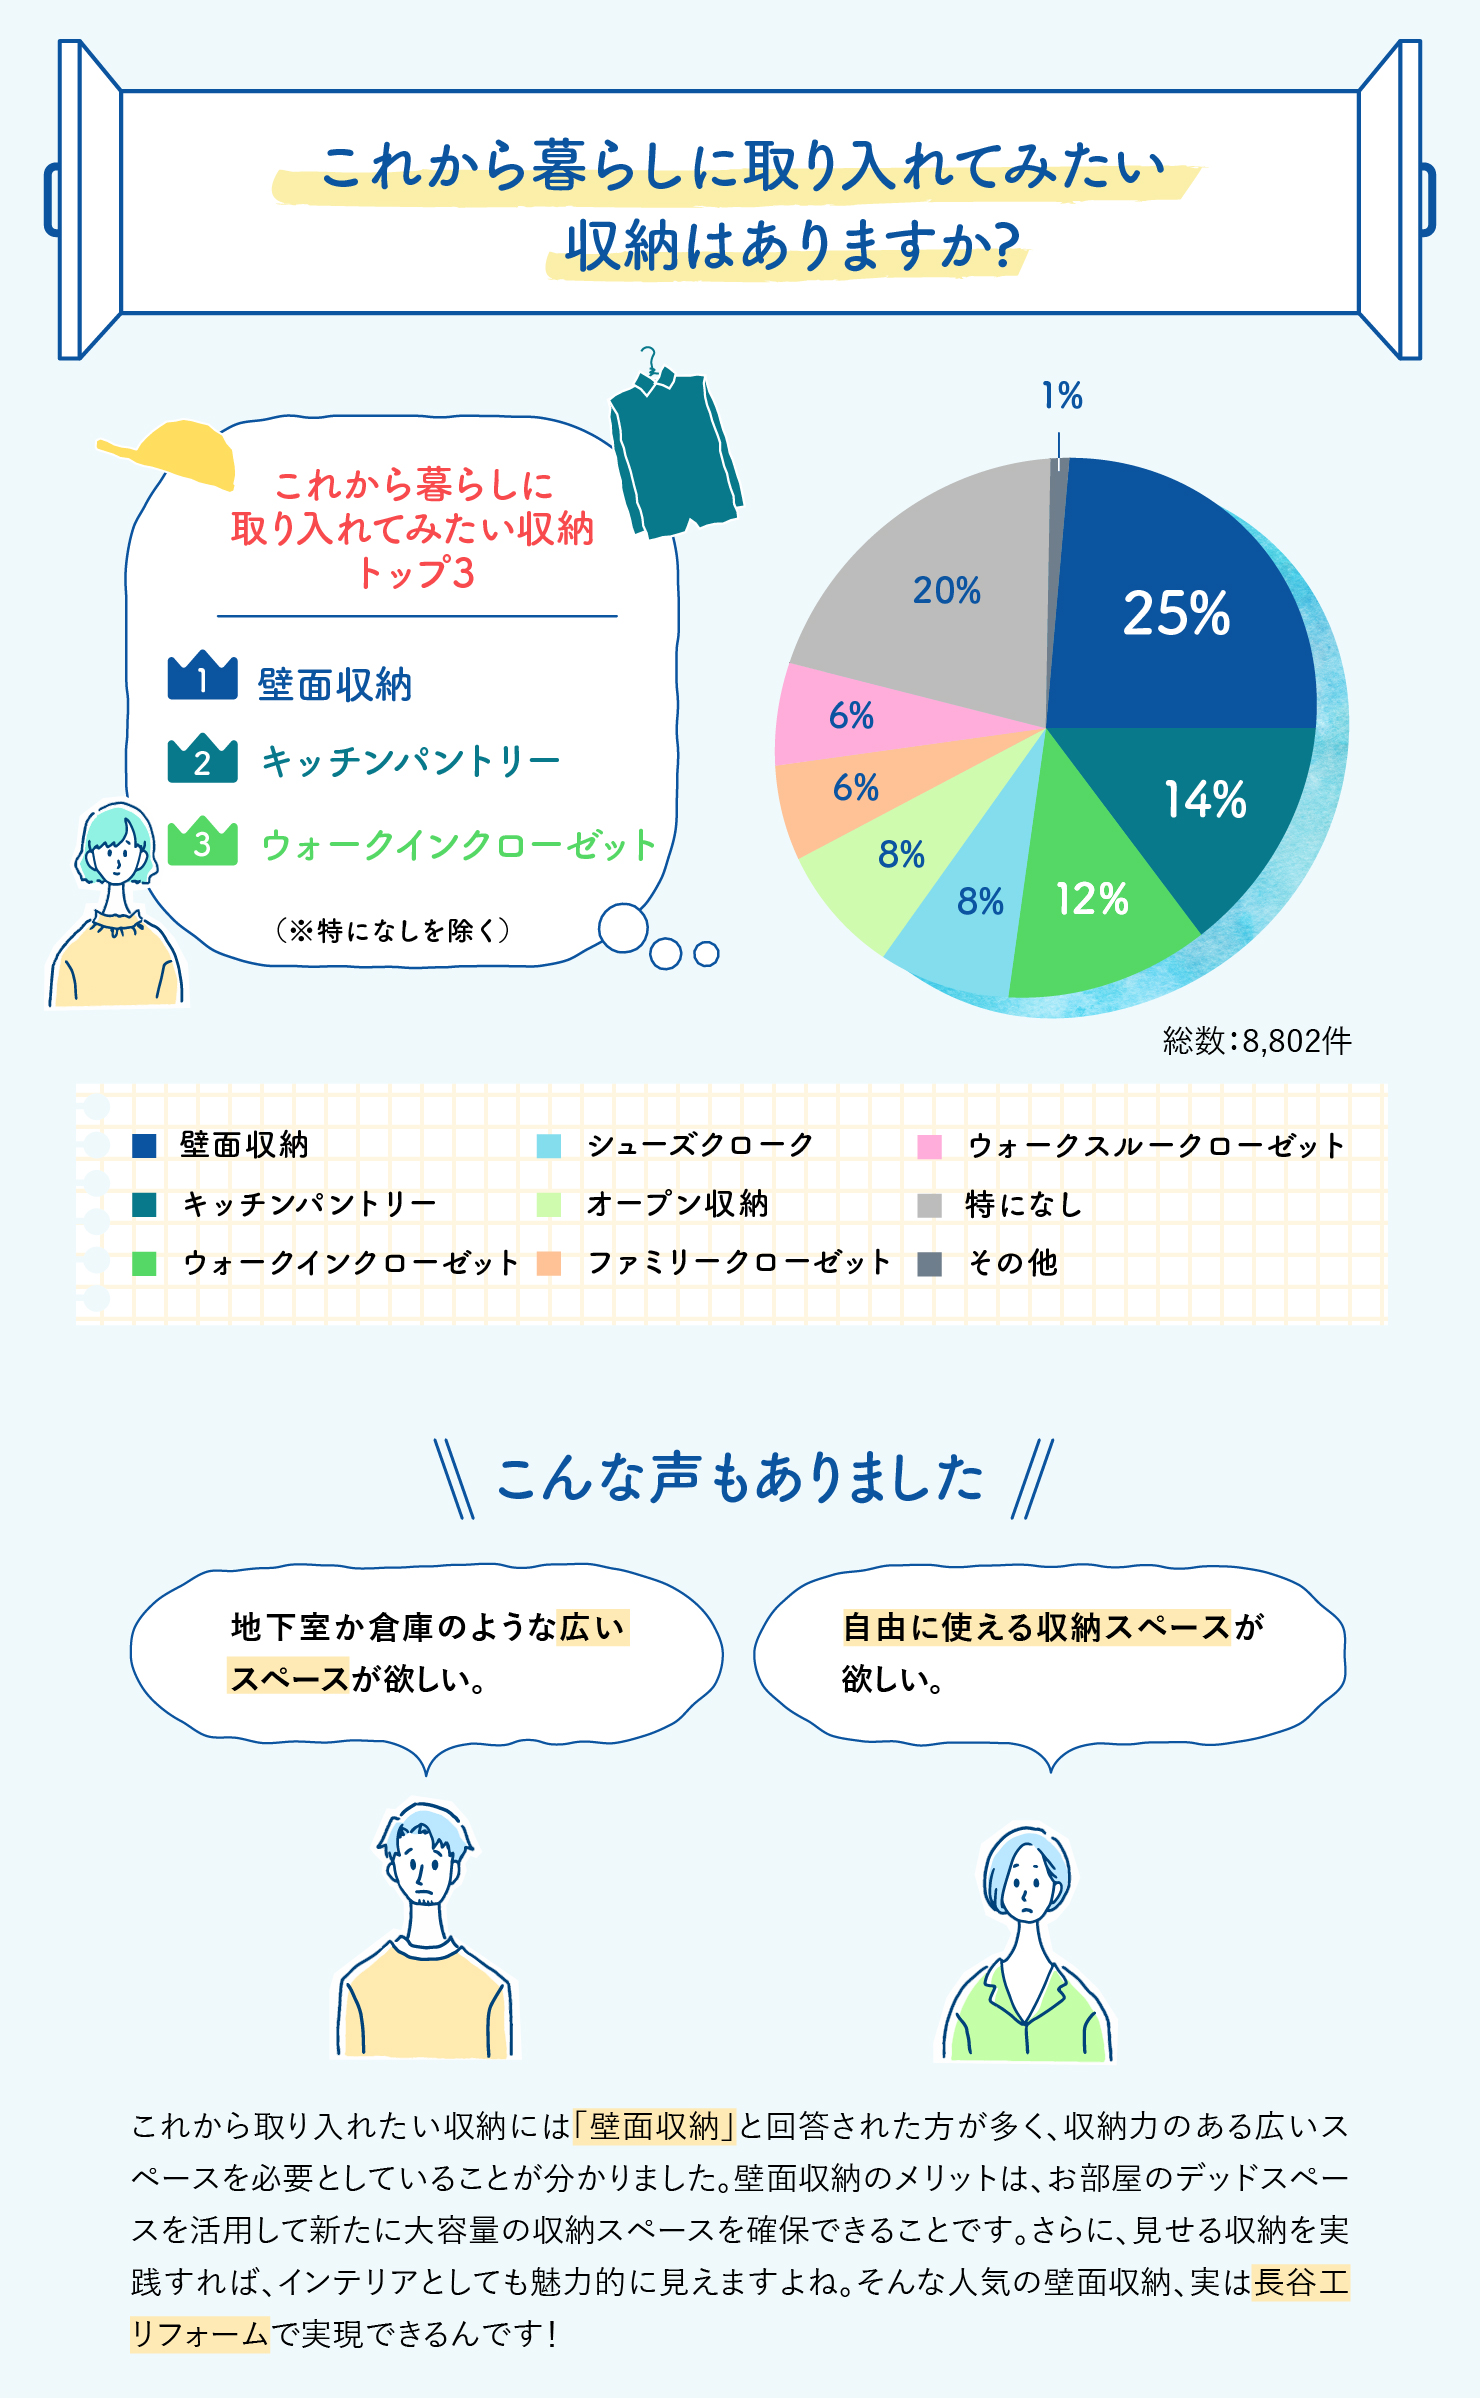 これから暮らしに取り入れてみたい
収納はありますか?
これから暮らしに
取り入れてみたい収納
トップ3
1 壁面収納
2 キッチンパントリー
3 ウォークインクローゼット
（※特になしを除く）
1%
25%
20%
14%
6%
6%
8%
8%
12%
総数：8,802件
壁面収納
キッチンパントリー
ウォークインクローゼット
シューズクローク
オープン収納
ファミリークローゼット
ウォークスルークローゼット
特になし
その他
こんな声もありました
地下室か倉庫のような広い
スペースが欲しい。
自由に使える収納スペースが
欲しい。
これから取り入れたい収納には「壁面収納」と回答された方が多く、収納力のある広いス
ペースを必要としていることが分かりました。壁面収納のメリットは、お部屋のデッドスペー
スを活用して新たに大容量の収納スペースを確保できることです。さらに、見せる収納を実
践すれば、インテリアとしても魅力的に見えますよね。そんな人気の壁面収納、実は長谷工
リフォームで実現できるんです！